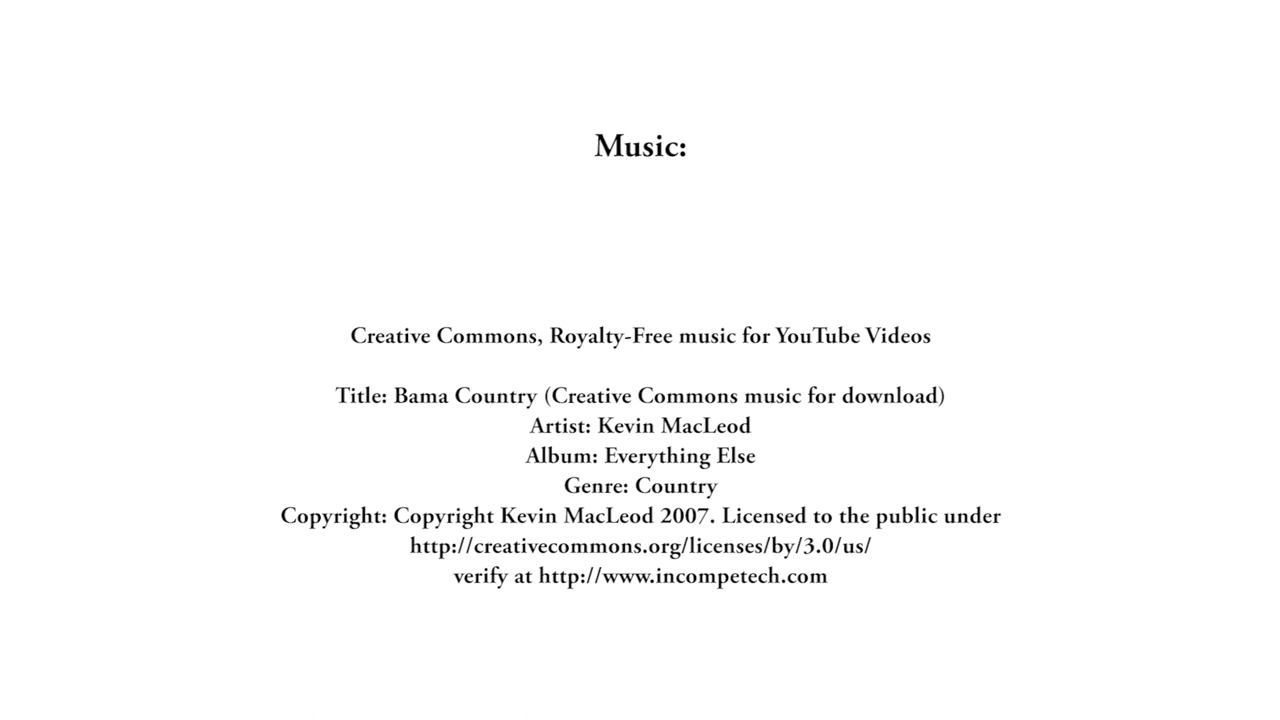 Music:
Creative Commons, Royalty-Free music for YouTube Videos
Title: Bama Country (Creative Commons music for download)
Artist: Kevin MacLeod
Album: Everything Else
Genre: Country
Copyright: Copyright Kevin MacLeod 2007. Licensed to the public under
http://creativecommons.org/licenses/by/3.0/us/
verify at http://www.incompetech.com